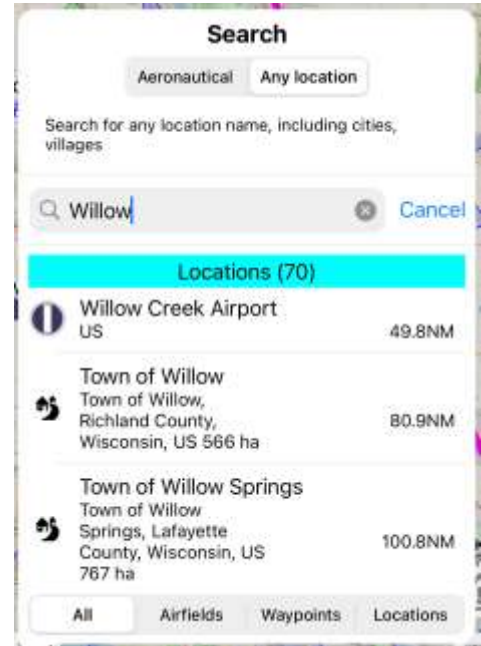 Search
Aeronautical Any location
Search for any location name, including cities,
villages
Willow Cancel
Locations (70)
Willow Creek Airport
US 49.8NM
Town of Willow
Town of Willow,
Richland County,
Wisconsin, US 566 ha
80.9NM
Town of Willow Springs
Town of Willow
Springs, Lafayette
County, Wisconsin, US
767 ha
100.8NM
All Airfields Waypoints Locations